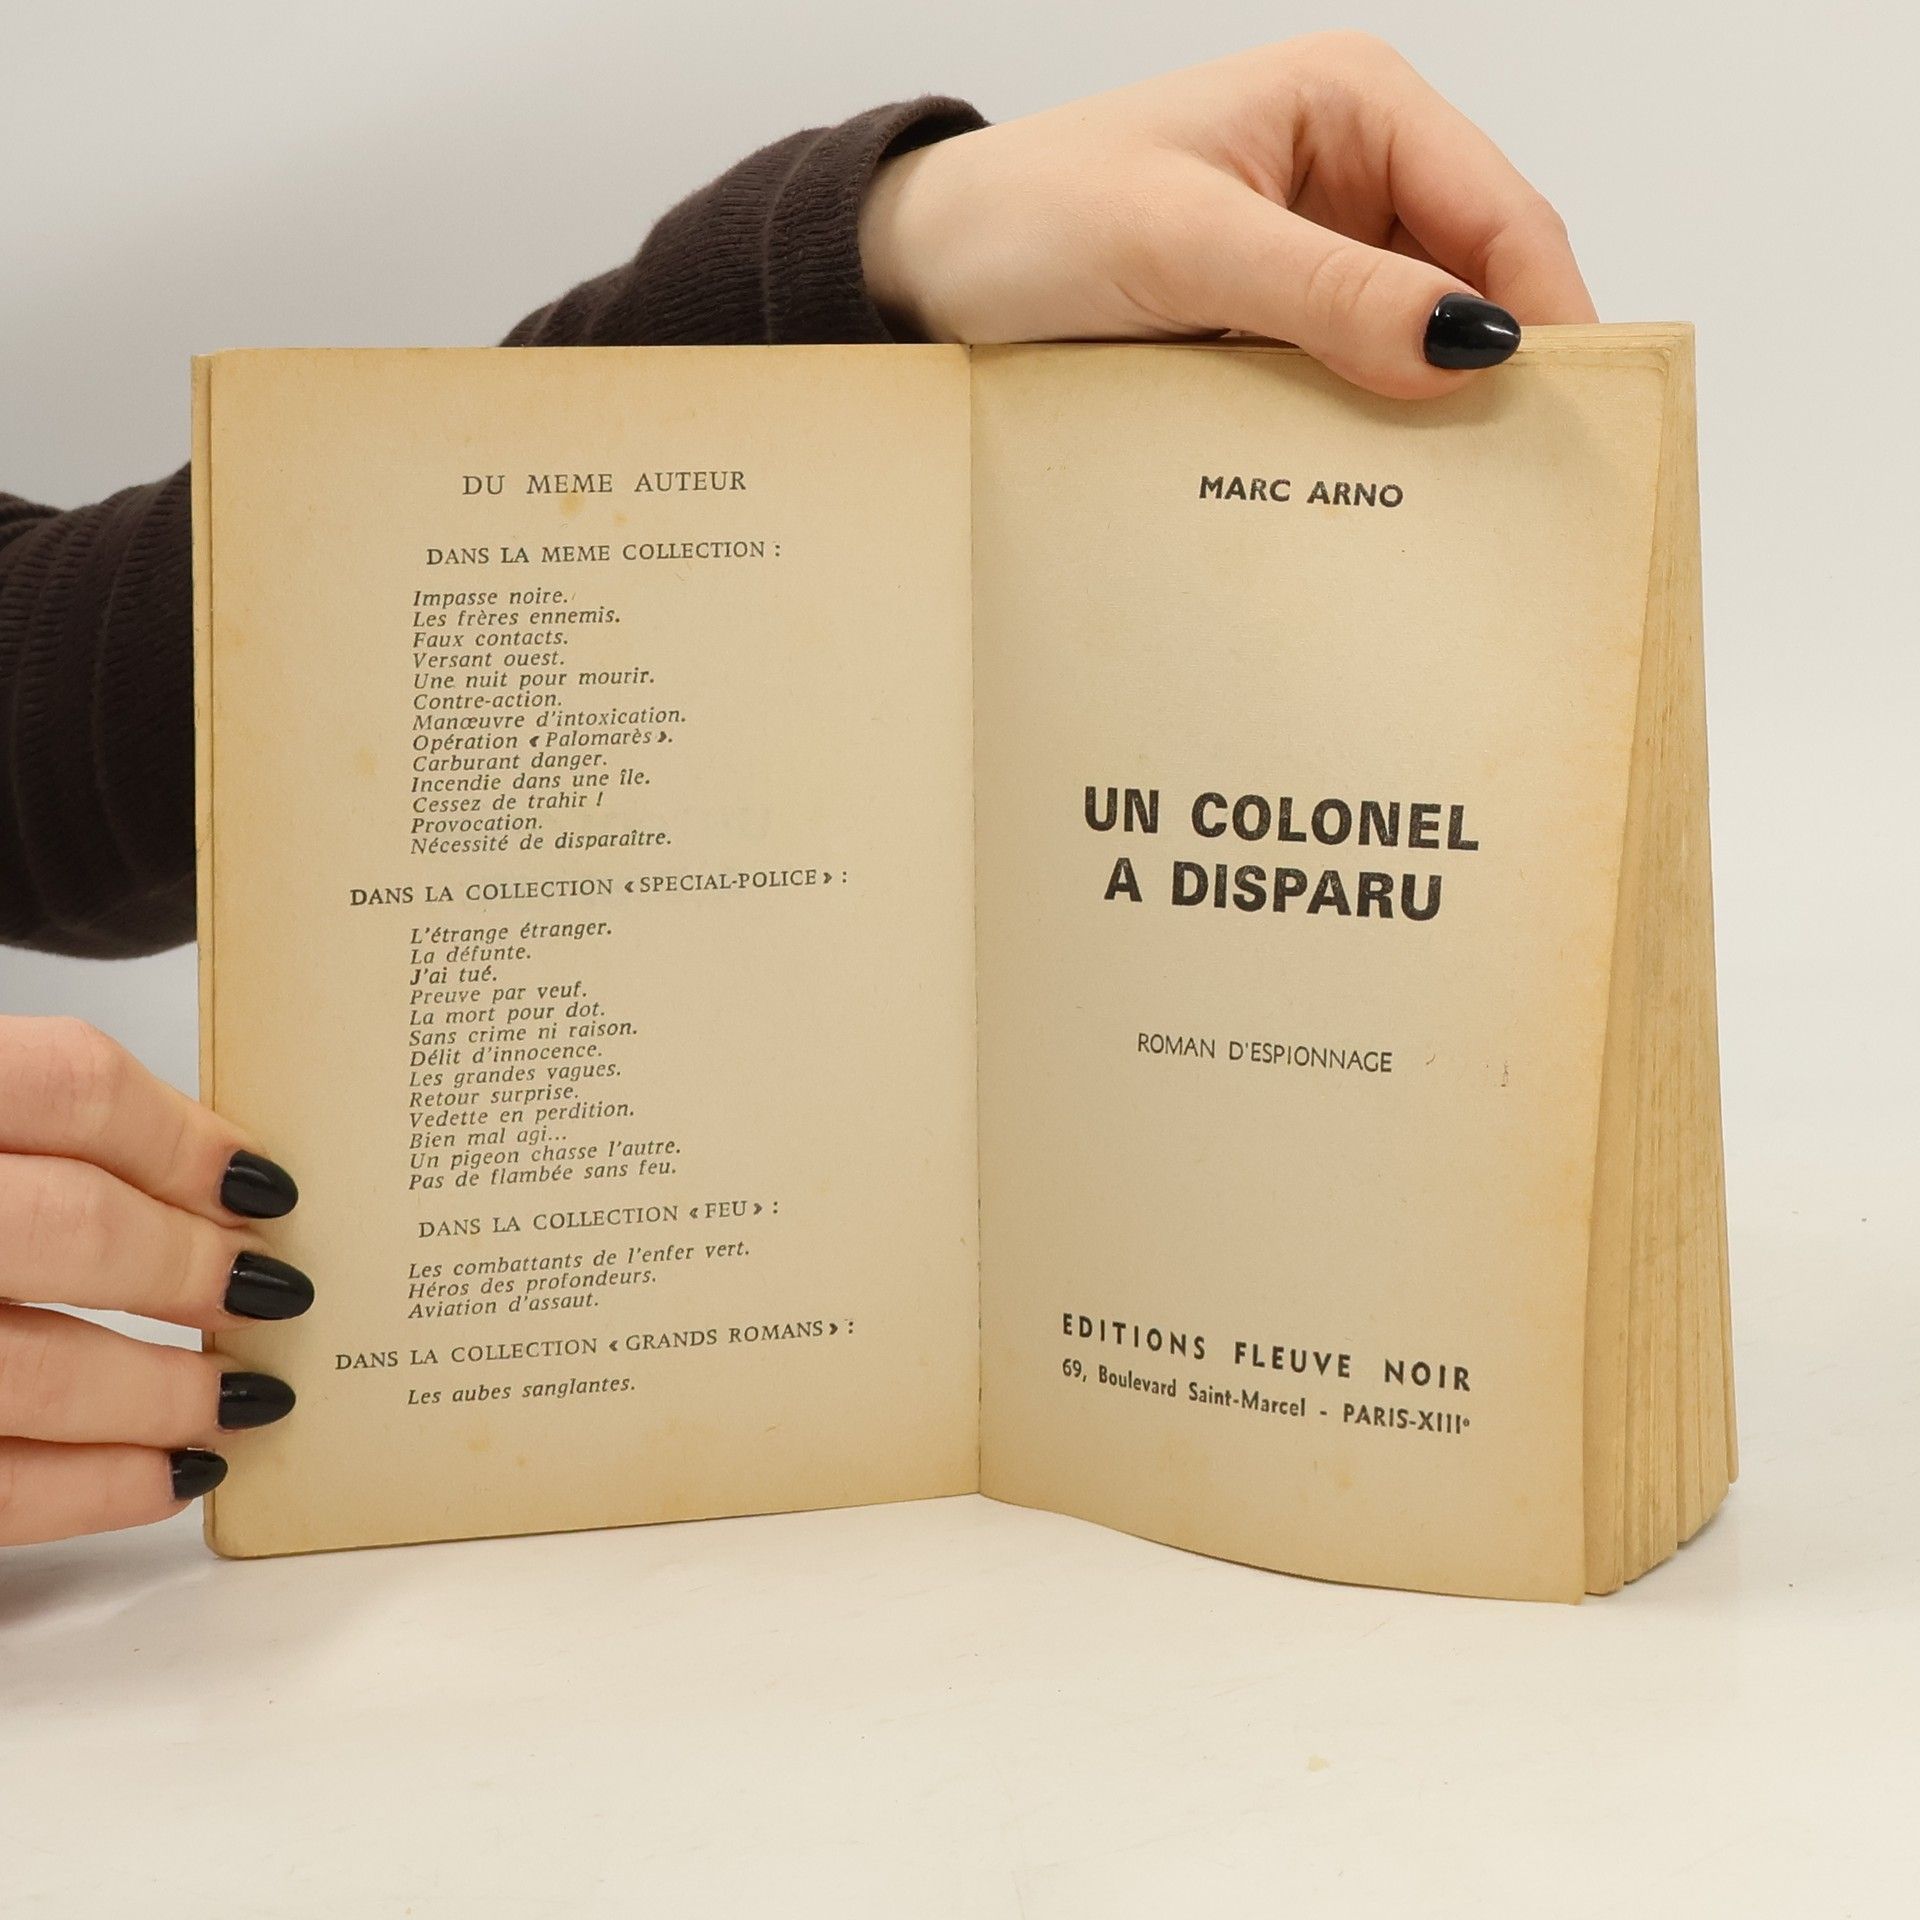 DU MEME AUTEUR
DANS LA MEME COLLECTION :
Impasse noire.
Les frères ennemis.
Faux contacts.
Versant ouest.
Une nuit pour mourir.
Contre-action.
Manœuvre d'intoxication.
Opération « Palomarès ».
Carburant danger.
Incendie dans une île.
Cessez de trahir !
Provocation.
Nécessité de disparaître.
DANS LA COLLECTION « SPECIAL-POLICE » :
L'étrange étranger.
La défunte.
J'ai tué.
Preuve par veuf.
La mort pour dot.
Sans crime ni raison.
Délit d'innocence.
Les grandes vagues.
Retour surprise.
Vedette en perdition.
Bien mal agi...
Un pigeon chasse l'autre.
Pas de flambée sans feu.
DANS LA COLLECTION « FEU » :
Les combattants de l'enfer vert.
Héros des profondeurs.
Aviation d'assaut.
DANS LA COLLECTION « GRANDS ROMANS » :
Les aubes sanglantes.
MARC ARNO
UN COLONEL
A DISPARU
ROMAN D'ESPIONNAGE
EDITIONS FLEUVE NOIR
69, Boulevard Saint-Marcel - PARIS-XIIIe